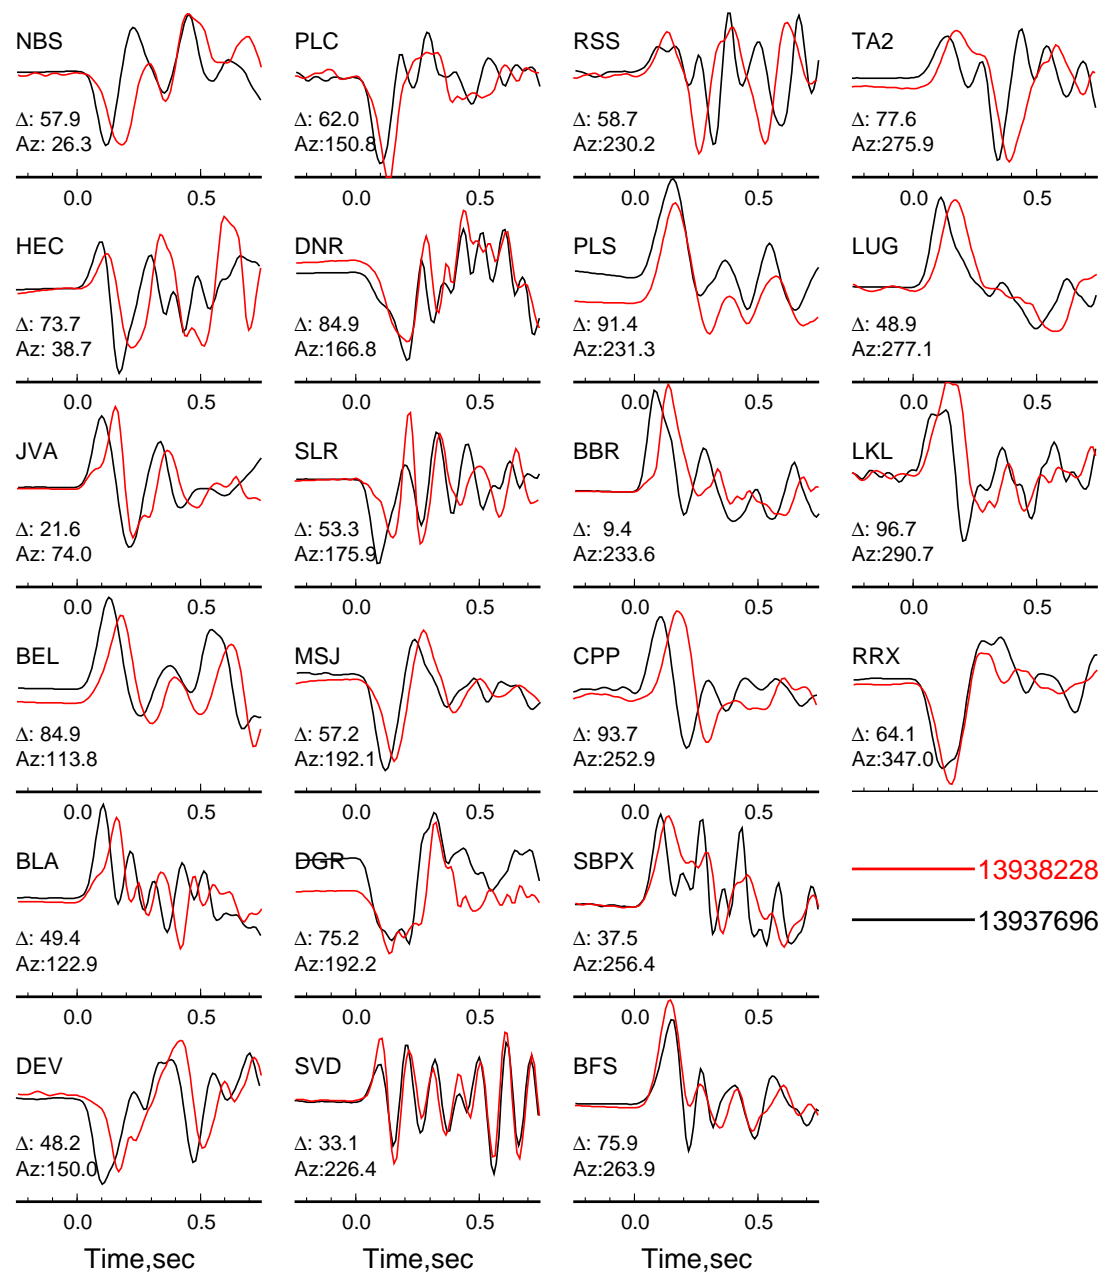 NBS
Δ: 57.9
Az: 26.3
0.0 0.5
PLC
Δ: 62.0
Az:150.8
0.0 0.5
RSS
Δ: 58.7
Az:230.2
0.0 0.5
TA2
Δ: 77.6
Az:275.9
0.0 0.5
HEC
Δ: 73.7
Az: 38.7
0.0 0.5
DNR
Δ: 84.9
Az:166.8
0.0 0.5
PLS
Δ: 91.4
Az:231.3
0.0 0.5
LUG
Δ: 48.9
Az:277.1
0.0 0.5
JVA
Δ: 21.6
Az: 74.0
0.0 0.5
SLR
Δ: 53.3
Az:175.9
0.0 0.5
BBR
Δ: 9.4
Az:233.6
0.0 0.5
LKL
Δ: 96.7
Az:290.7
0.0 0.5
BEL
Δ: 84.9
Az:113.8
0.0 0.5
MSJ
Δ: 57.2
Az:192.1
0.0 0.5
CPP
Δ: 93.7
Az:252.9
0.0 0.5
RRX
Δ: 64.1
Az:347.0
0.0 0.5
BLA
Δ: 49.4
Az:122.9
0.0 0.5
DGR
Δ: 75.2
Az:192.2
0.0 0.5
SBPX
Δ: 37.5
Az:256.4
0.0 0.5
13938228
13937696
DEV
Δ: 48.2
Az:150.0
0.0 0.5
Time,sec
SVD
Δ: 33.1
Az:226.4
0.0 0.5
Time,sec
BFS
Δ: 75.9
Az:263.9
0.0 0.5
Time,sec